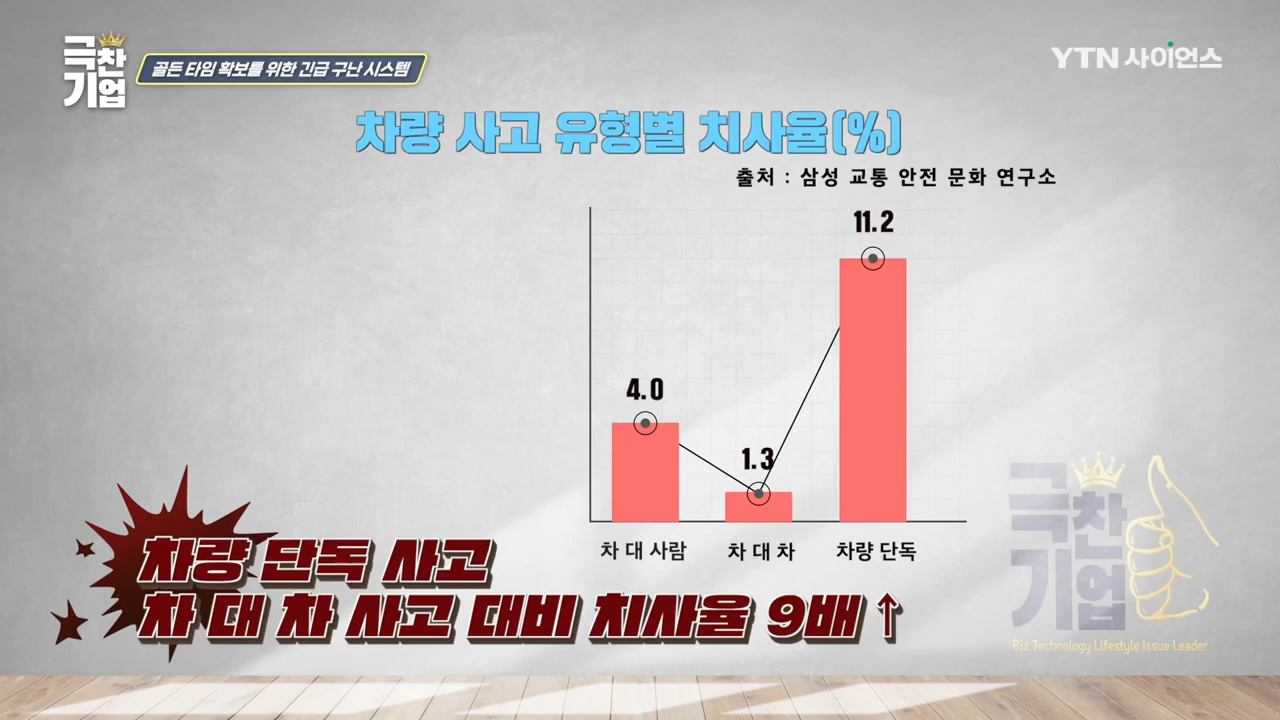 극찬기업
골든 타임 확보를 위한 긴급 구난 시스템
YTN 사이언스
차량 사고 유형별 치사율(%)
출처 : 삼성 교통 안전 문화 연구소
11.2
4.0
1.3
차 대 사람
차 대 차
차량 단독
차량 단독 사고
차 대 차 사고 대비 치사율 9배 ↑
극찬기업
Biz Technology Lifestyle Issue Leader